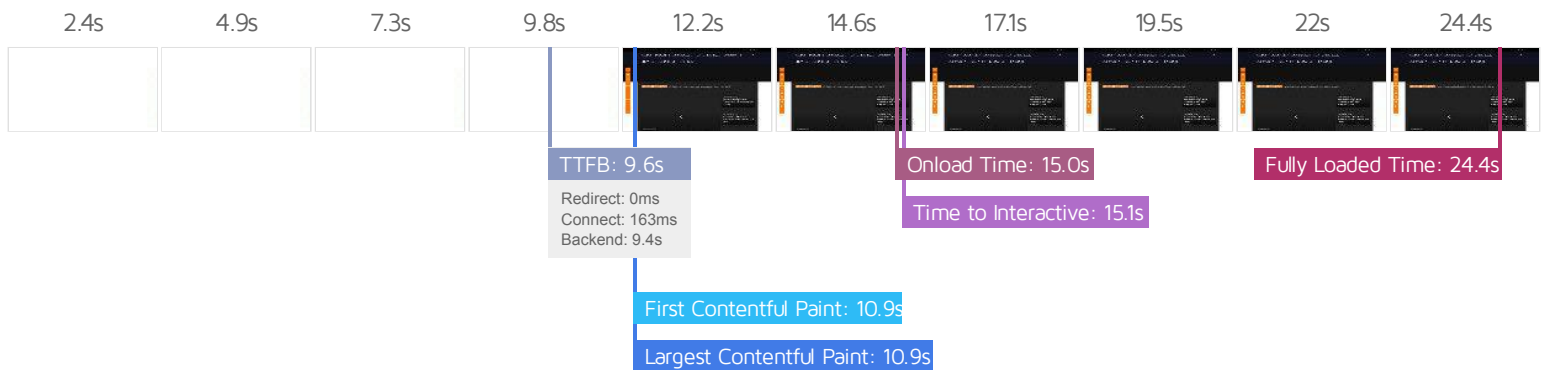 2.4s 4.9s 7.3s 9.8s 12.2s 14.6s 17.1s 19.5s 22s 24.4s
TTFB: 9.6s
Redirect: 0ms
Connect: 163ms
Backend: 9.4s
Onload Time: 15.0s
Time to Interactive: 15.1s
Fully Loaded Time: 24.4s
First Contentful Paint: 10.9s
Largest Contentful Paint: 10.9s